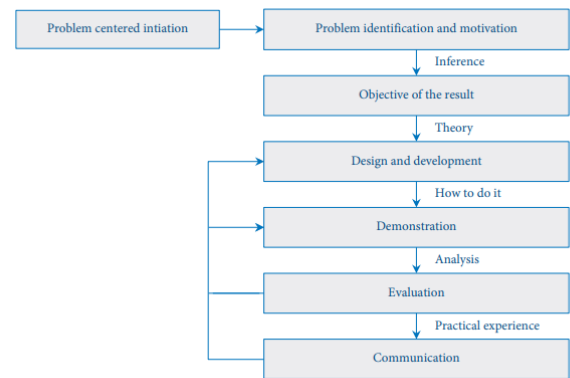 Problem centered intiation
Problem identification and motivation
Inference
Objective of the result
Theory
Design and development
How to do it
Demonstration
Analysis
Evaluation
Practical experience
Communication